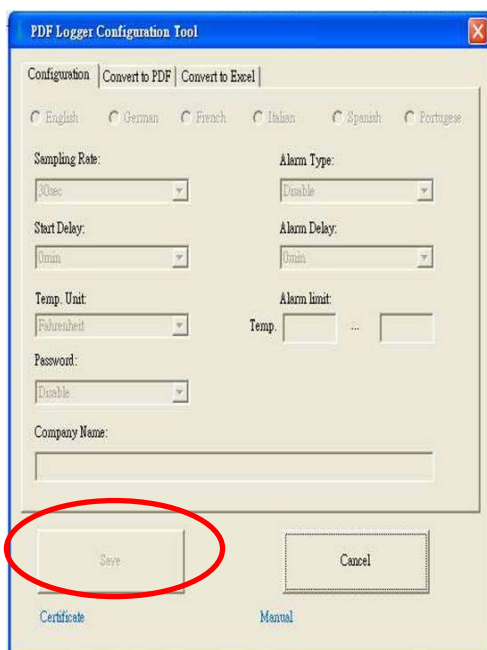 PDF Logger Configuration Tool
Configuration Convert to PDF Convert to Excel
English German French Italian Spanish Portugese
Sampling Rate: Alarm Type:
30sec Disable
Start Delay: Alarm Delay:
0min 0min
Temp. Unit: Alarm limit:
Fahrenheit Temp. ...
Password:
Disable
Company Name:
Save Cancel
Certificate Manual